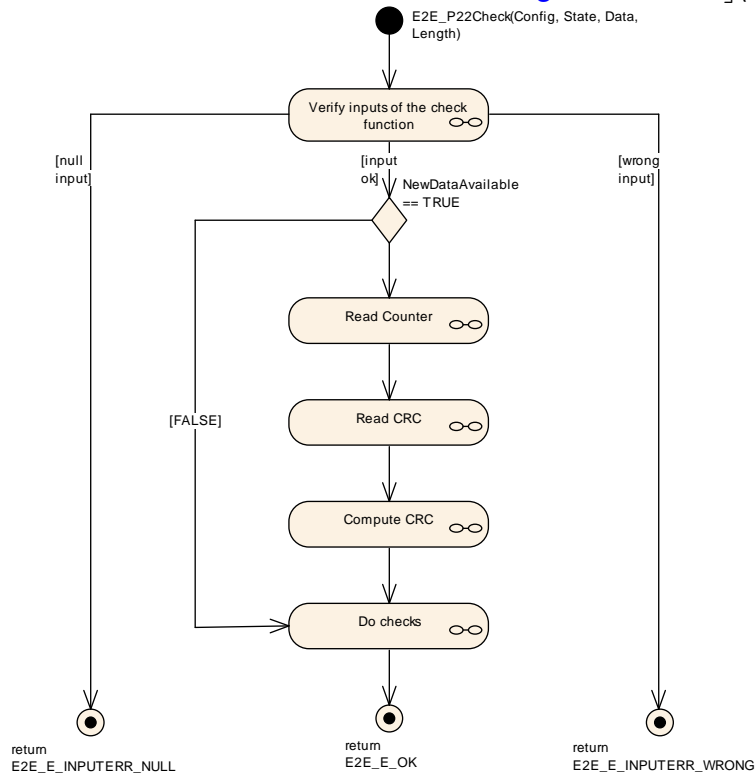 E2E_P22Check(Config, State, Data,
Length)
Verify inputs of the check
function
[null
input]
[input
ok]
[wrong
input]
NewDataAvailable
== TRUE
Read Counter
[FALSE]
Read CRC
Compute CRC
Do checks
return
E2E_E_INPUTERR_NULL
return
E2E_E_OK
return
E2E_E_INPUTERR_WRONG